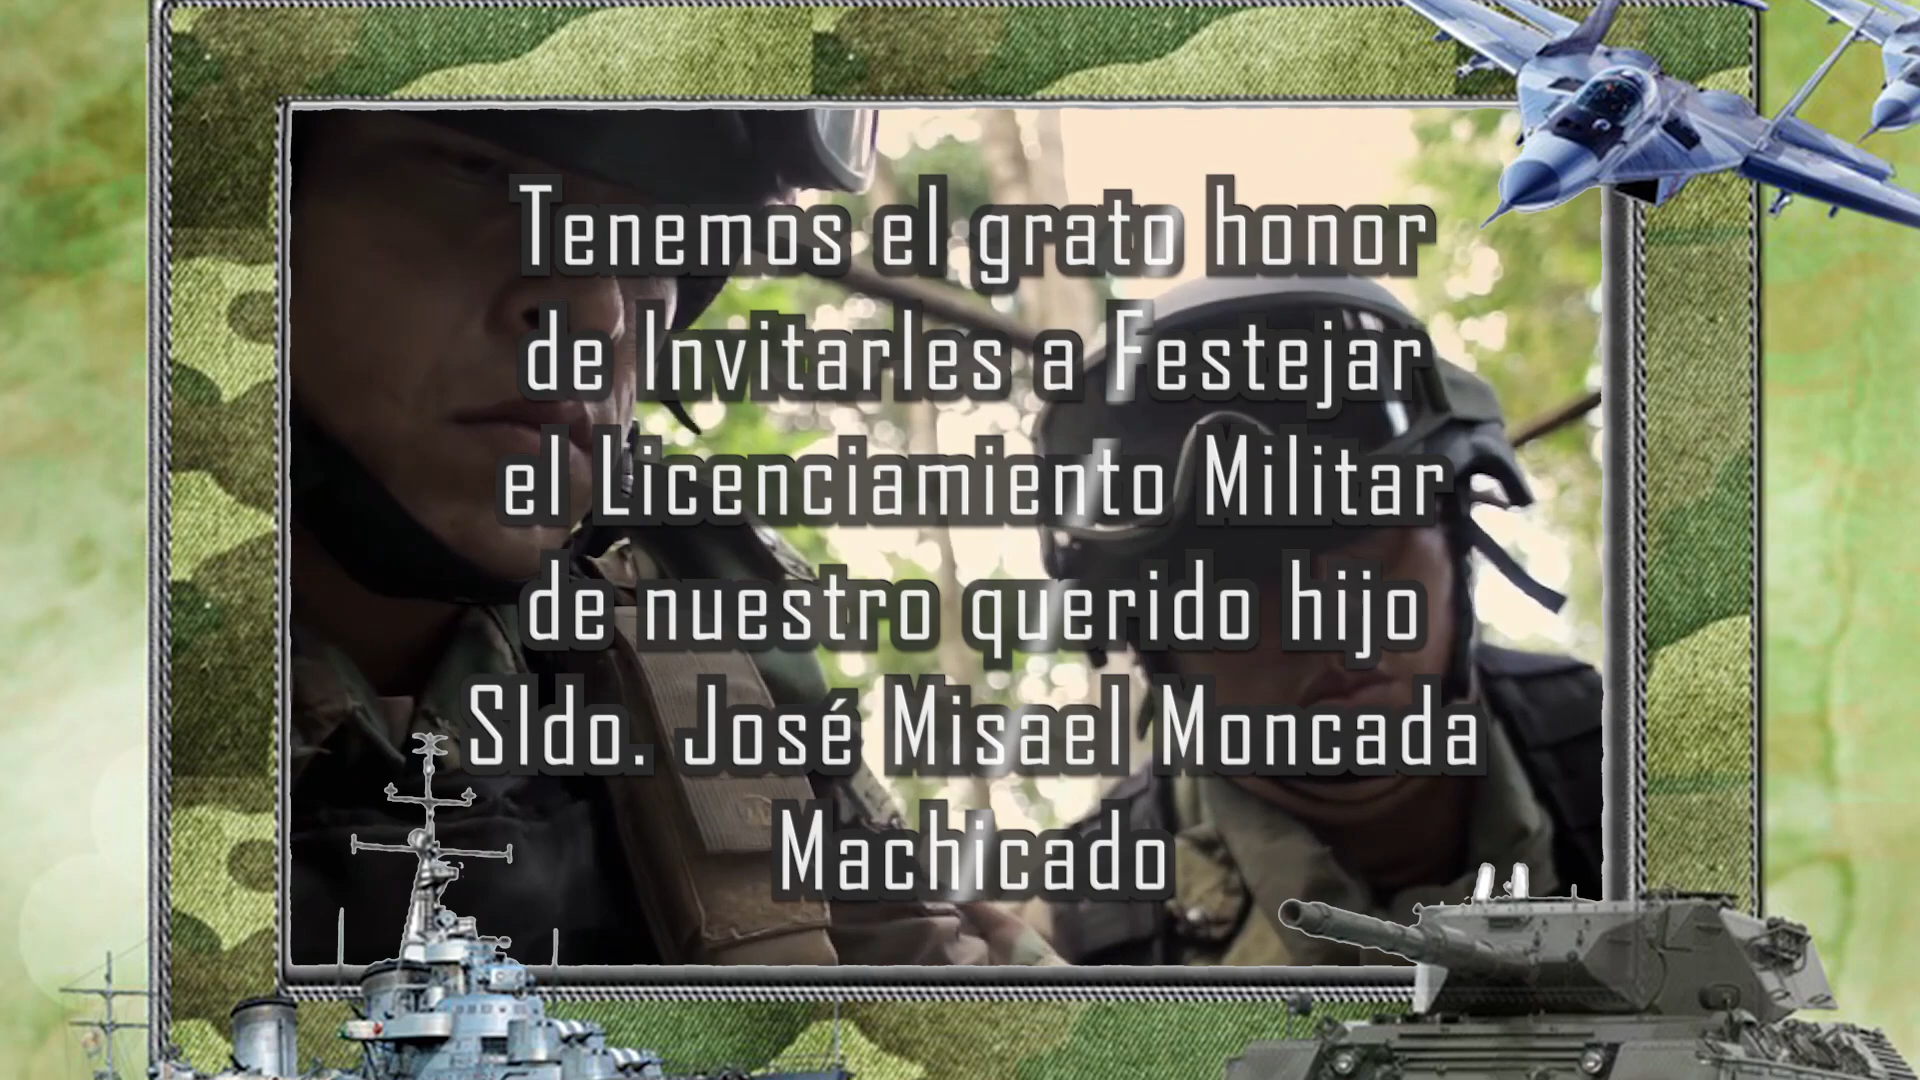 Tenemos el grato honor
de Invitarles a Festejar
el Licenciamiento Militar
de nuestro querido hijo
Sldo. José Misael Moncada
Machicado